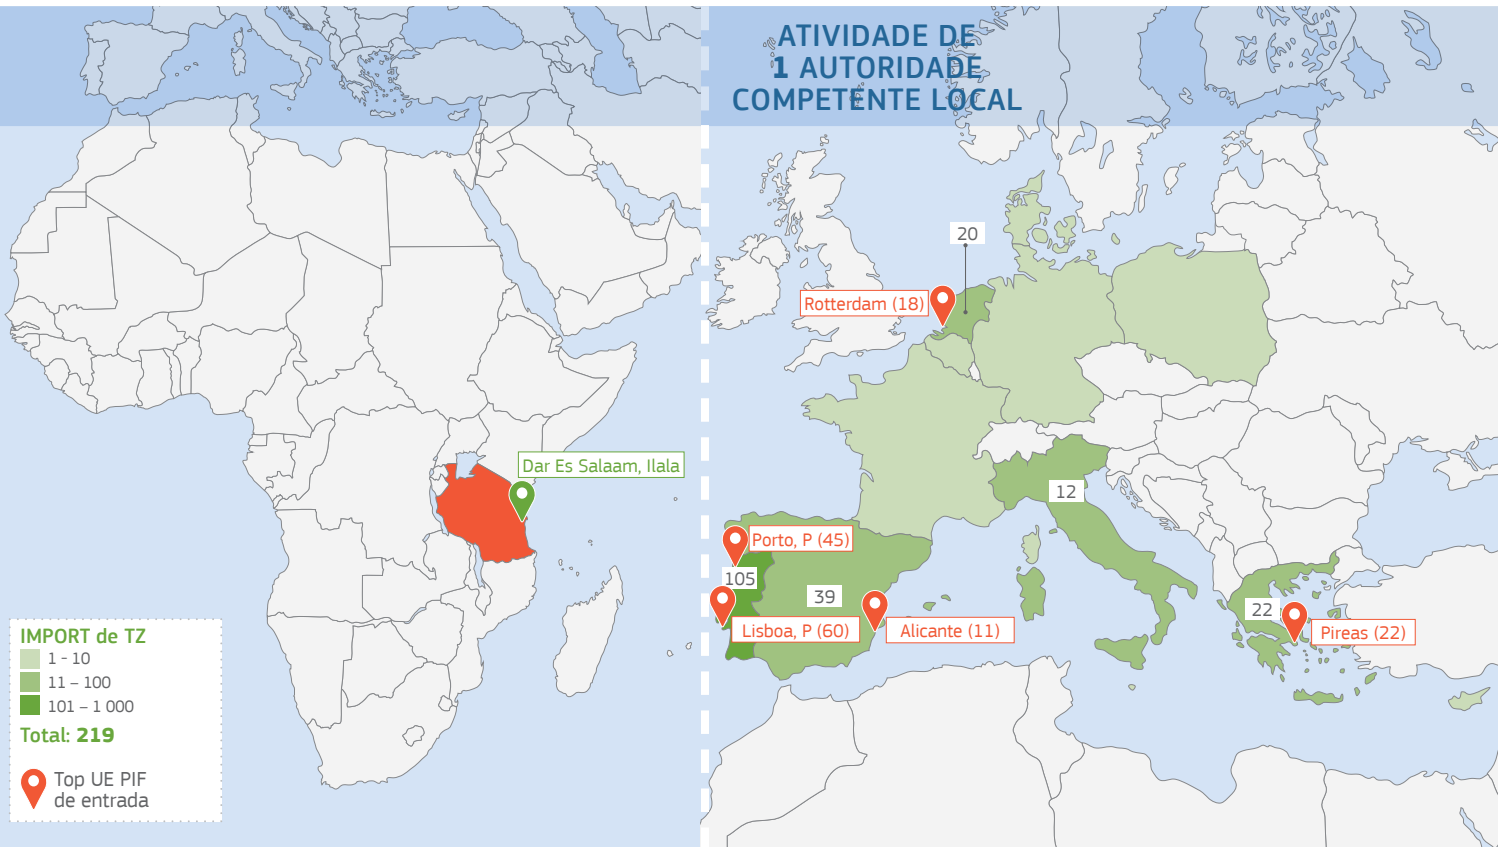 ATIVIDADE DE
1 AUTORIDADE
COMPETENTE LOCAL
20
Rotterdam (18)
Dar Es Salaam, Ilala
12
Porto, P (45)
105
39
22
Lisboa, P (60)
Alicante (11)
Pireas (22)
IMPORT de TZ
1 - 10
11 – 100
101 – 1 000
Total: 219
Top UE PIF
de entrada